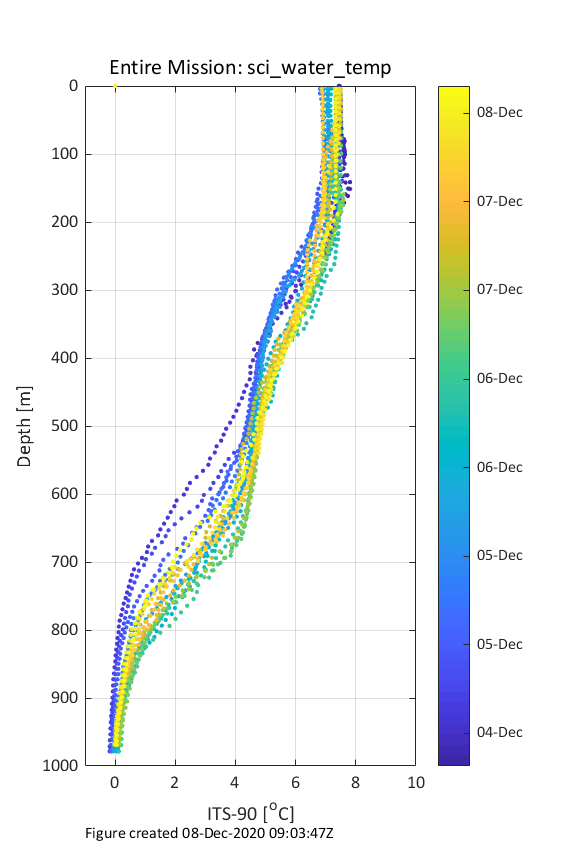 Entire Mission: sci_water_temp
0
100
200
300
400
500
600
700
800
900
1000
Depth [m]
0 2 4 6 8 10
ITS-90 [°C]
08-Dec
07-Dec
07-Dec
06-Dec
06-Dec
05-Dec
05-Dec
04-Dec
Figure created 08-Dec-2020 09:03:47Z